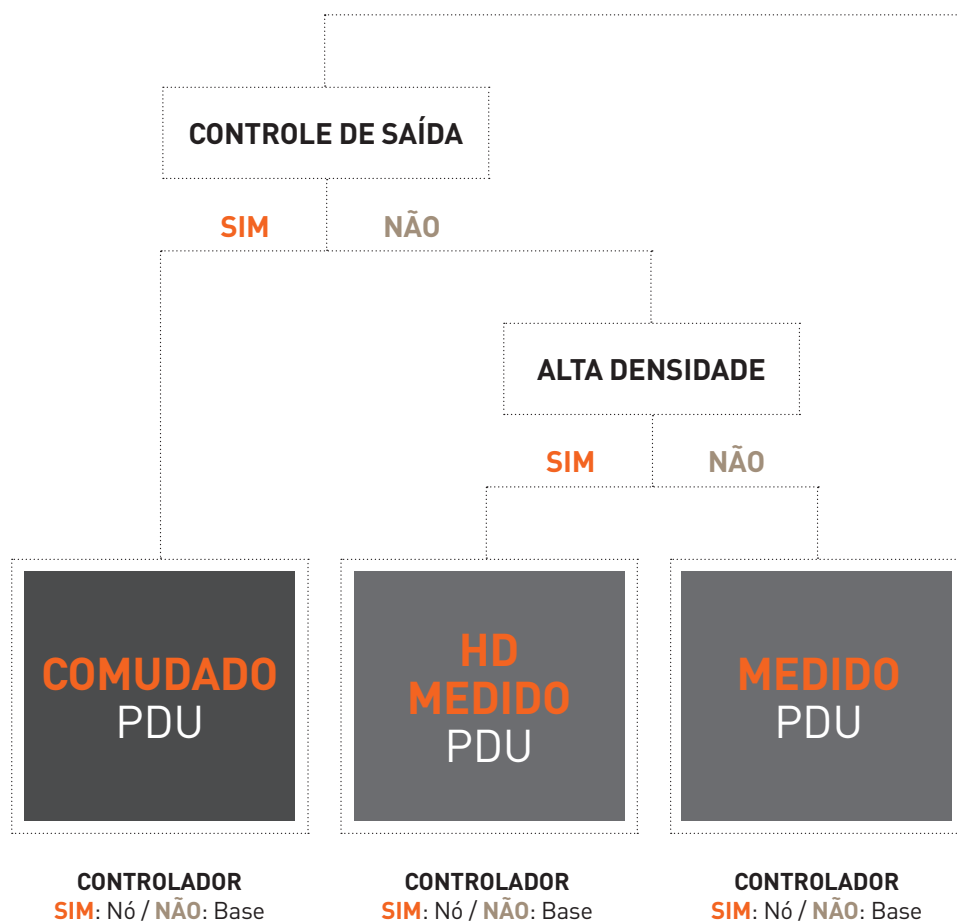 CONTROLE DE SAÍDA
SIM
NÃO
ALTA DENSIDADE
SIM
NÃO
COMUDADO
PDU
HD
MEDIDO
PDU
MEDIDO
PDU
CONTROLADOR
SIM: Nó / NÃO: Base
CONTROLADOR
SIM: Nó / NÃO: Base
CONTROLADOR
SIM: Nó / NÃO: Base